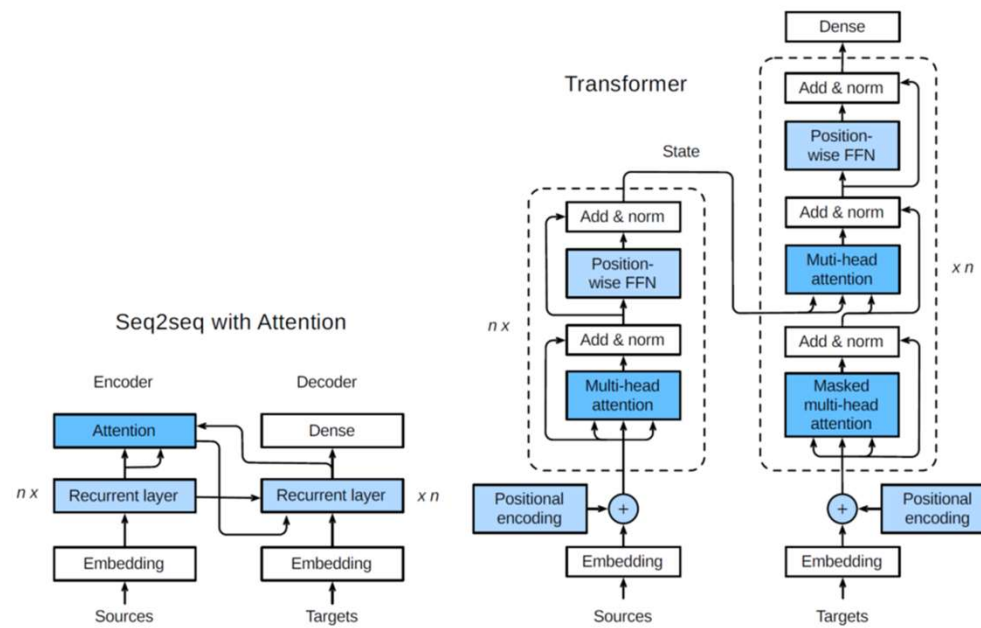 Seq2seq with Attention
Encoder
Decoder
Attention
Dense
n x
Recurrent layer
Recurrent layer
x n
Embedding
Embedding
Sources
Targets
Transformer
State
n x
Add & norm
Position-
wise FFN
Add & norm
Multi-head
attention
Positional
encoding
+
Embedding
Sources
Dense
Add & norm
Position-
wise FFN
Add & norm
Muti-head
attention
x n
Add & norm
Masked
multi-head
attention
+
Positional
encoding
Embedding
Targets